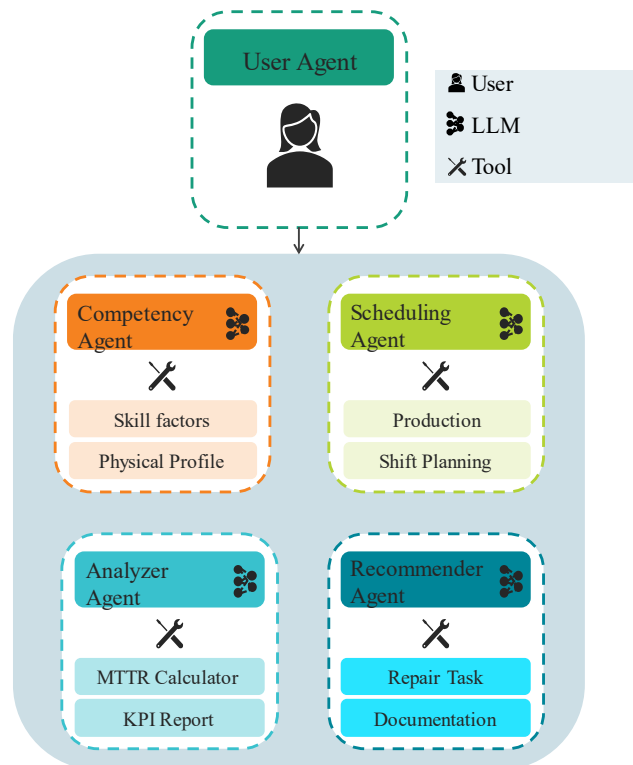 User Agent
User
LLM
Tool
Competency
Agent
Skill factors
Physical Profile
Scheduling
Agent
Production
Shift Planning
Analyzer
Agent
MTTR Calculator
KPI Report
Recommender
Agent
Repair Task
Documentation